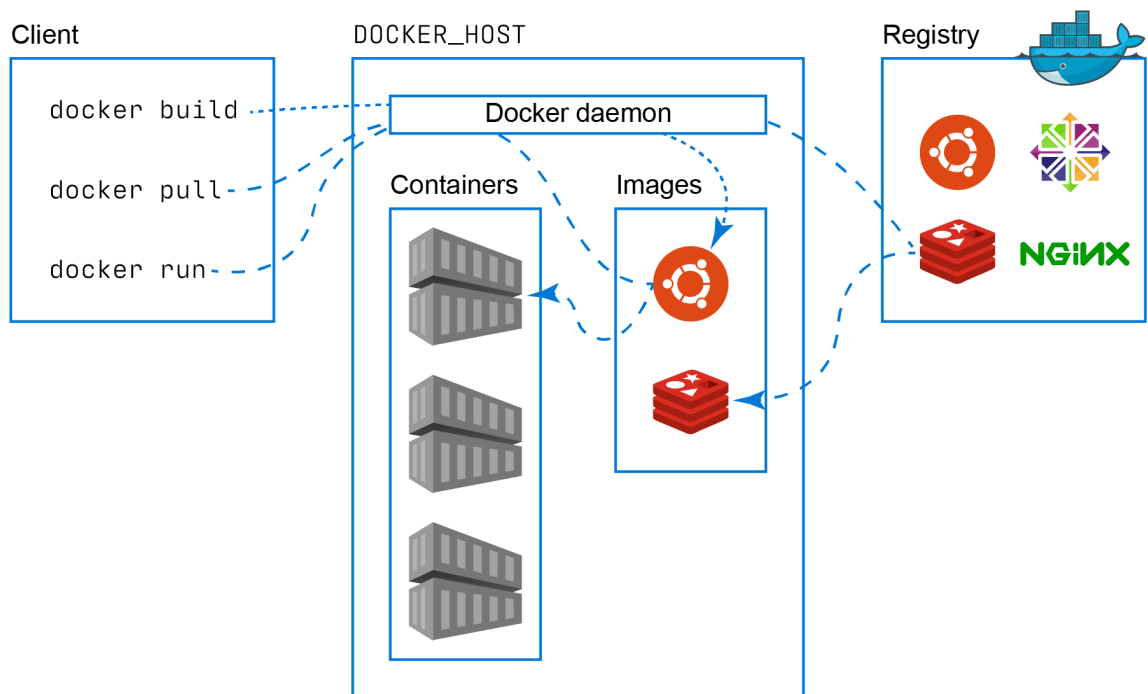 Client
docker build
docker pull
docker run
DOCKER_HOST
Docker daemon
Containers
Images
Registry
NGiNX